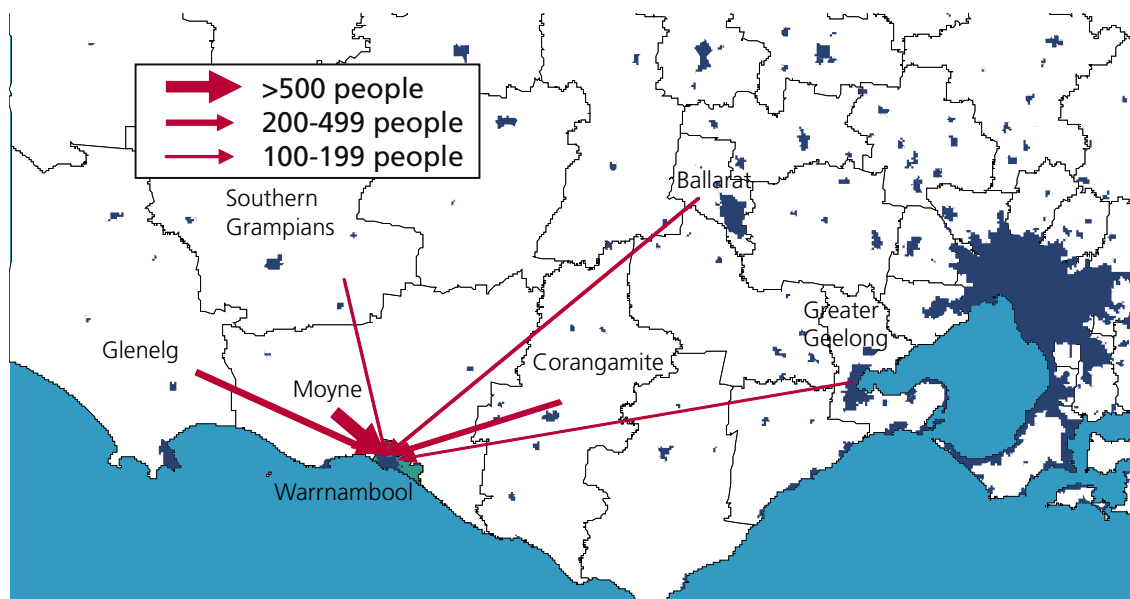 >500 people
200-499 people
100-199 people
Southern
Grampians
Ballarat
Greater
Geelong
Glenelg
Corangamite
Moyne
Warrnambool